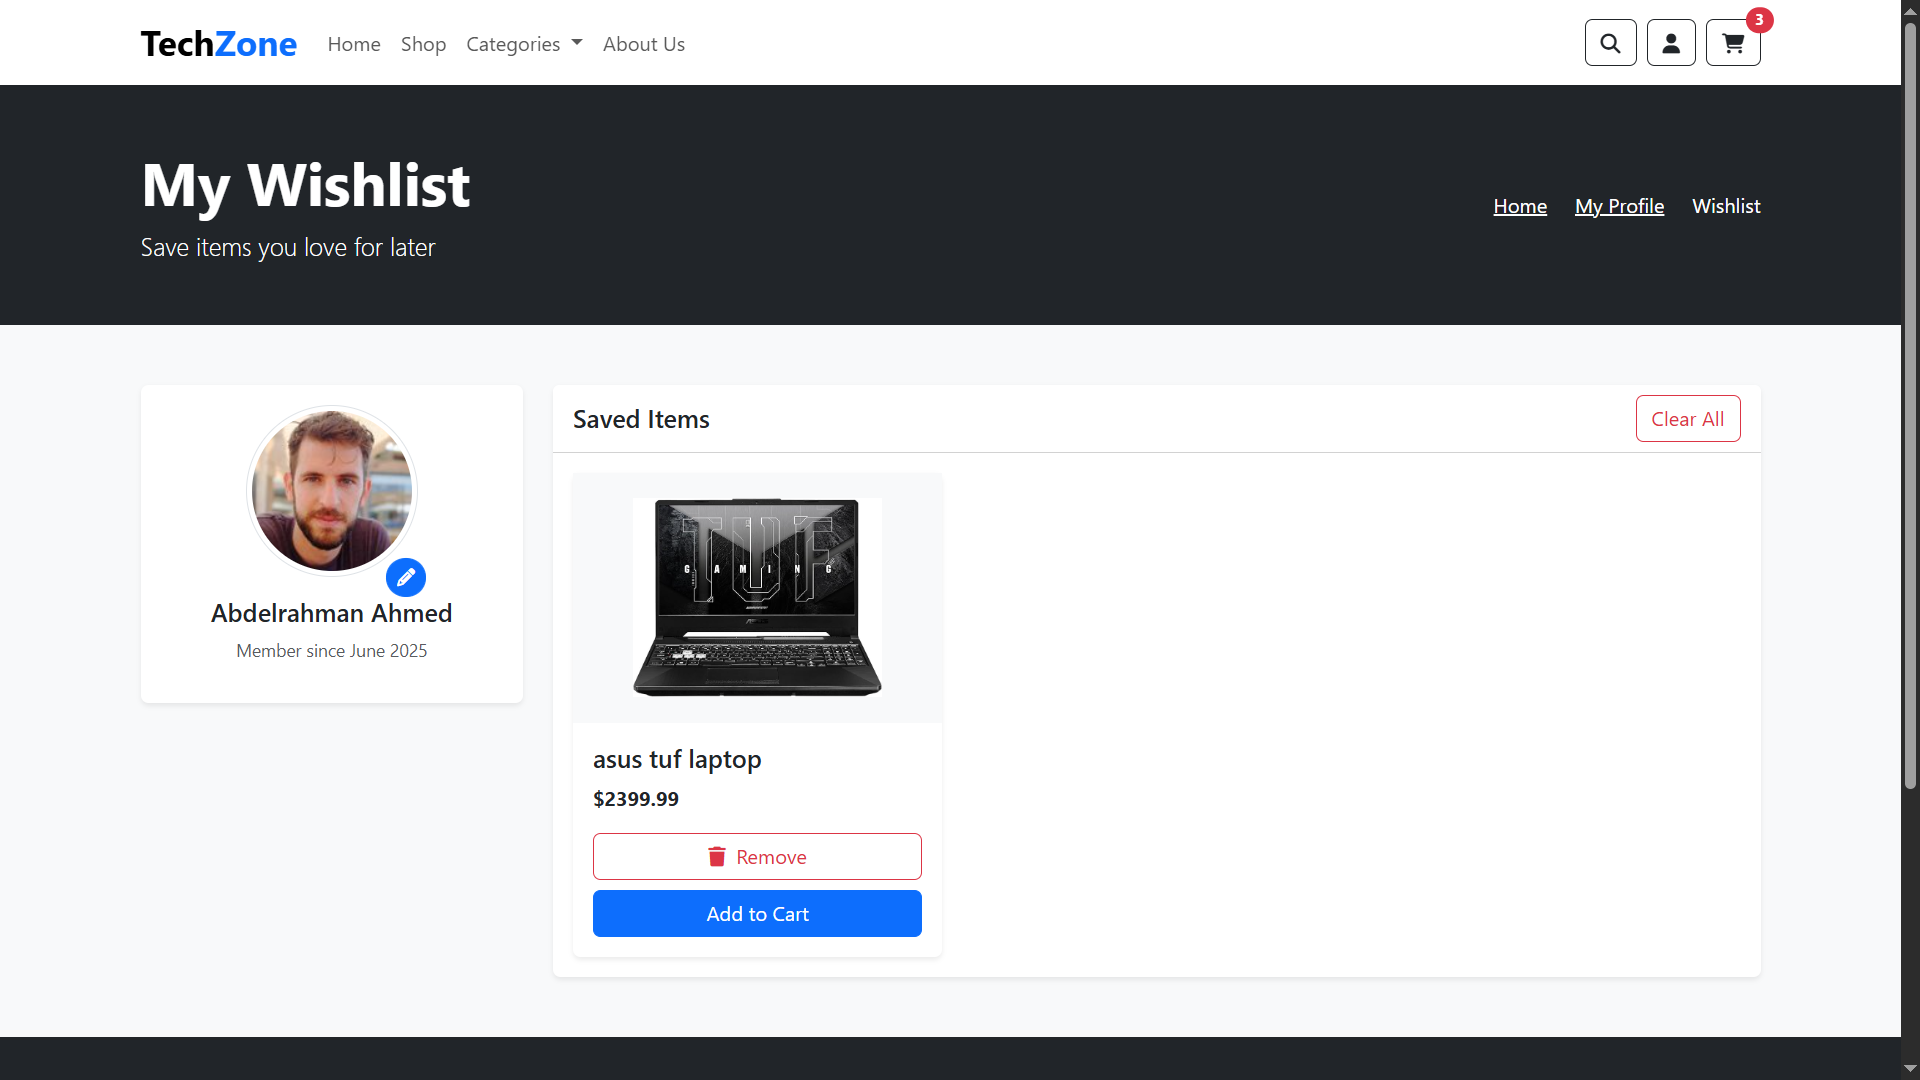 TechZone
Home
Shop
Categories
About Us
3
My Wishlist
Save items you love for later
Home
My Profile
Wishlist
Abdelrahman Ahmed
Member since June 2025
Saved Items
Clear All
TUF
GAMING
asus tuf laptop
$2399.99
Remove
Add to Cart